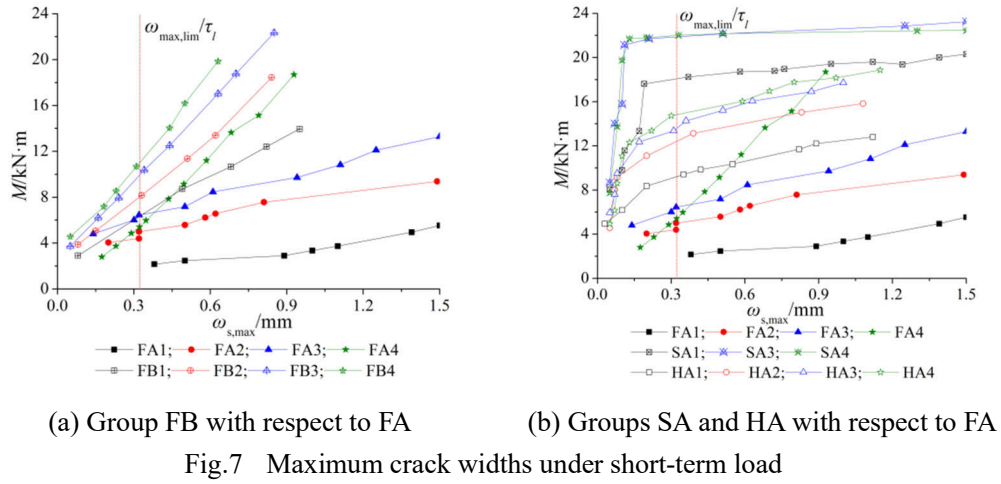 ω_max,lim/τ_l
M/kN·m
24
20
16
12
8
4
0
0.0 0.3 0.6 0.9 1.2 1.5
ω_s,max/mm
FA1; FA2; FA3; FA4
FB1; FB2; FB3; FB4
(a) Group FB with respect to FA
ω_max,lim/τ_l
M/kN·m
24
20
16
12
8
4
0
0.0 0.3 0.6 0.9 1.2 1.5
ω_s,max/mm
FA1; FA2; FA3; FA4
SA1; SA3; SA4
HA1; HA2; HA3; HA4
(b) Groups SA and HA with respect to FA
Fig.7 Maximum crack widths under short-term load